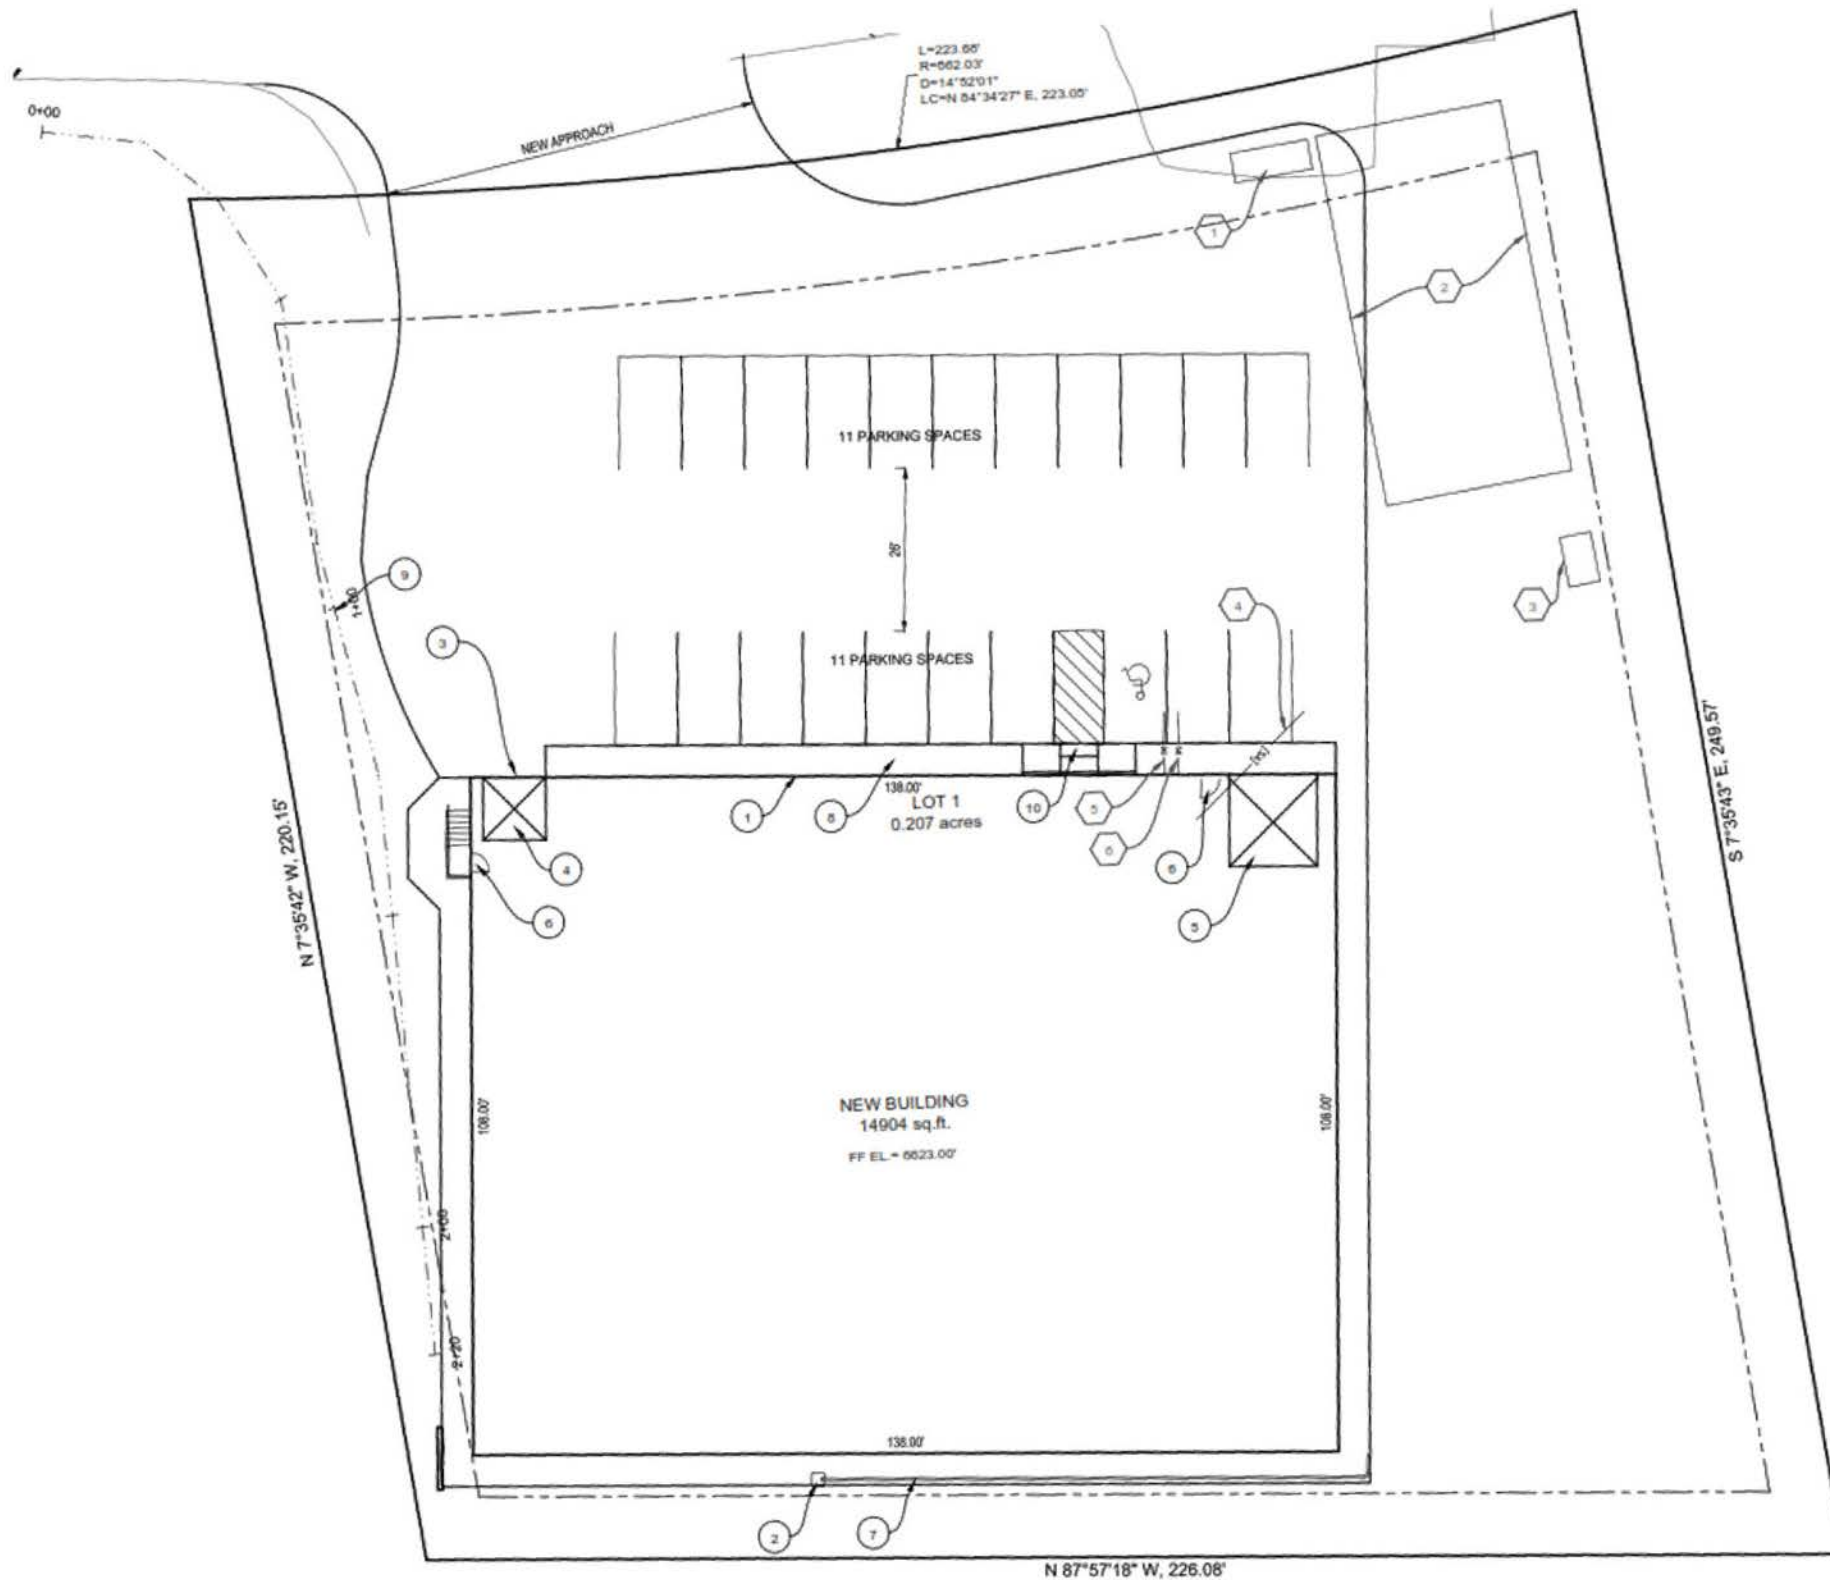 L=223.68'
R=862.03'
D=14°52'01"
LC=N 84°34'27" E, 223.05'
0+00
NEW APPROACH
1
2
11 PARKING SPACES
26'
9
1+00
3
4
3
11 PARKING SPACES
S 7°35'43" E, 249.57'
138.00'
LOT 1
0.207 acres
1
8
10
5
6
6
(XS)
4
6
5
N 7°35'42" W, 220.15'
NEW BUILDING
14904 sq.ft.
FF EL.= 6623.00'
108.00'
108.00'
2+00
2+20
138.00'
2
7
N 87°57'18" W, 226.08'